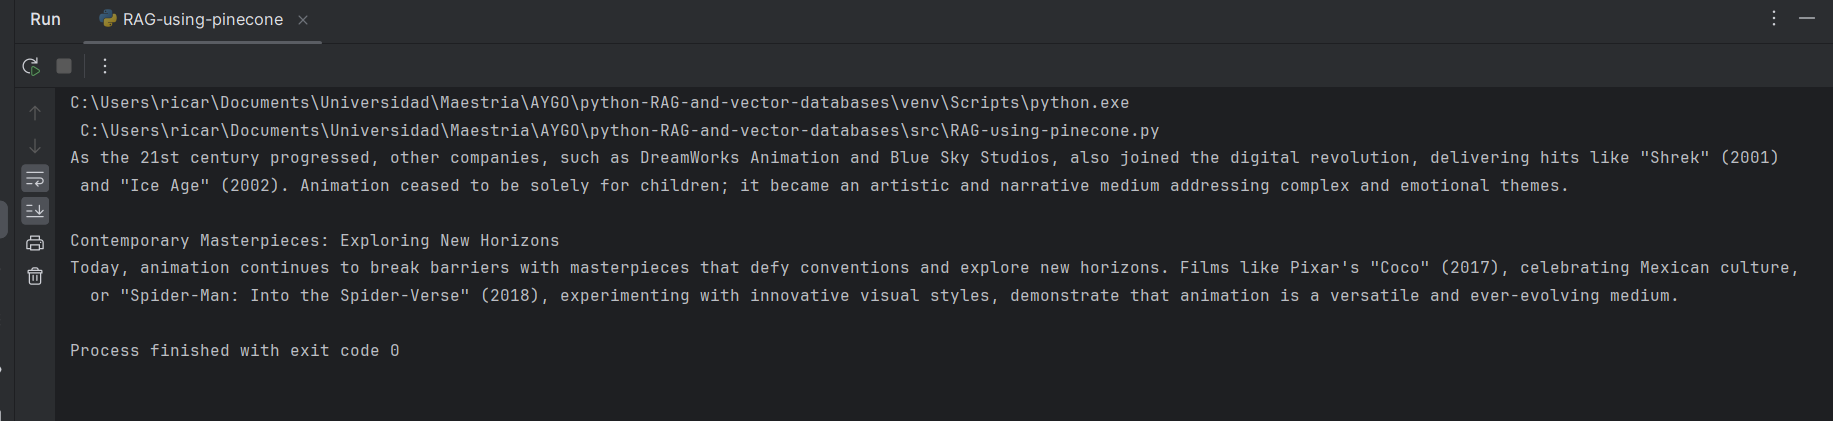 Run
RAG-using-pinecone
C:\Users\ricar\Documents\Universidad\Maestria\AYGO\python-RAG-and-vector-databases\venv\Scripts\python.exe
C:\Users\ricar\Documents\Universidad\Maestria\AYGO\python-RAG-and-vector-databases\src\RAG-using-pinecone.py
As the 21st century progressed, other companies, such as DreamWorks Animation and Blue Sky Studios, also joined the digital revolution, delivering hits like "Shrek" (2001)
and "Ice Age" (2002). Animation ceased to be solely for children; it became an artistic and narrative medium addressing complex and emotional themes.
Contemporary Masterpieces: Exploring New Horizons
Today, animation continues to break barriers with masterpieces that defy conventions and explore new horizons. Films like Pixar's "Coco" (2017), celebrating Mexican culture,
or "Spider-Man: Into the Spider-Verse" (2018), experimenting with innovative visual styles, demonstrate that animation is a versatile and ever-evolving medium.
Process finished with exit code 0